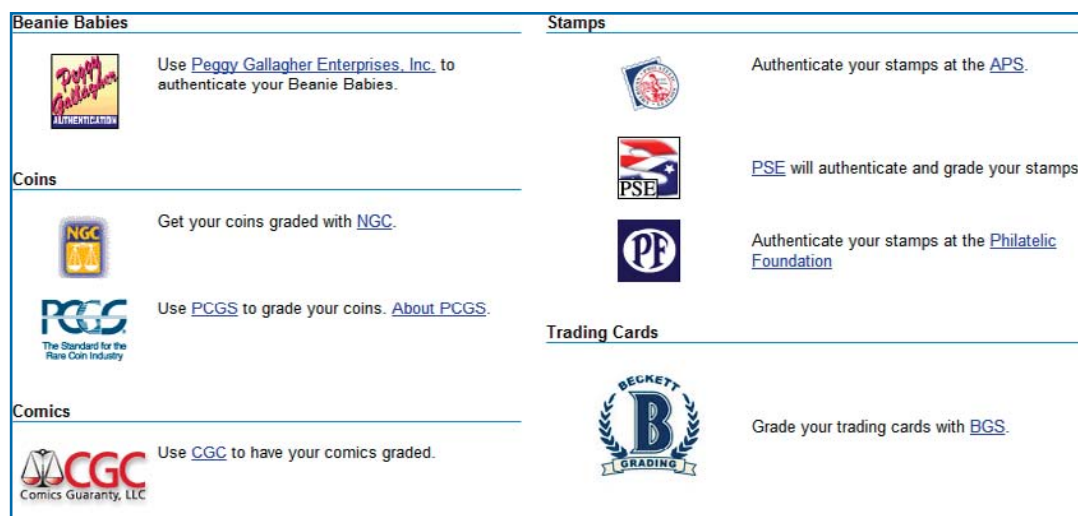 Beanie Babies
Peggy
Gallagher
AUTHENTICATION
Use Peggy Gallagher Enterprises, Inc. to
authenticate your Beanie Babies.
Coins
NGC
Get your coins graded with NGC.
PCGS
The Standard for the
Rare Coin Industry
Use PCGS to grade your coins. About PCGS.
Comics
CGC
Comics Guaranty, LLC
Use CGC to have your comics graded.
Stamps
Authenticate your stamps at the APS.
PSE
PSE will authenticate and grade your stamps
PF
Authenticate your stamps at the Philatelic
Foundation
Trading Cards
BECKETT
B
GRADING
Grade your trading cards with BGS.